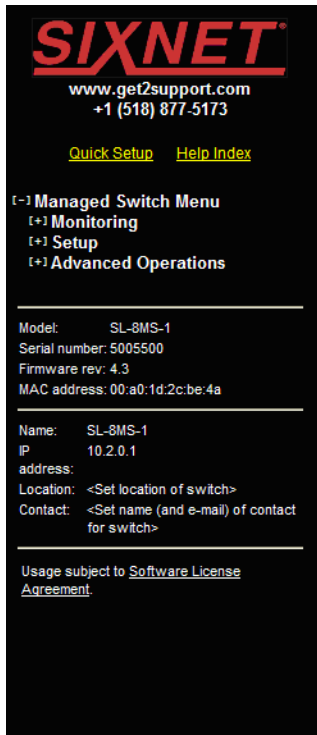 SIXNET®
www.get2support.com
+1 (518) 877-5173
Quick Setup Help Index
[-] Managed Switch Menu
[+] Monitoring
[+] Setup
[+] Advanced Operations
Model: SL-8MS-1
Serial number: 5005500
Firmware rev: 4.3
MAC address: 00:a0:1d:2c:be:4a
Name: SL-8MS-1
IP 10.2.0.1
address:
Location: <Set location of switch>
Contact: <Set name (and e-mail) of contact
for switch>
Usage subject to Software License
Agreement.